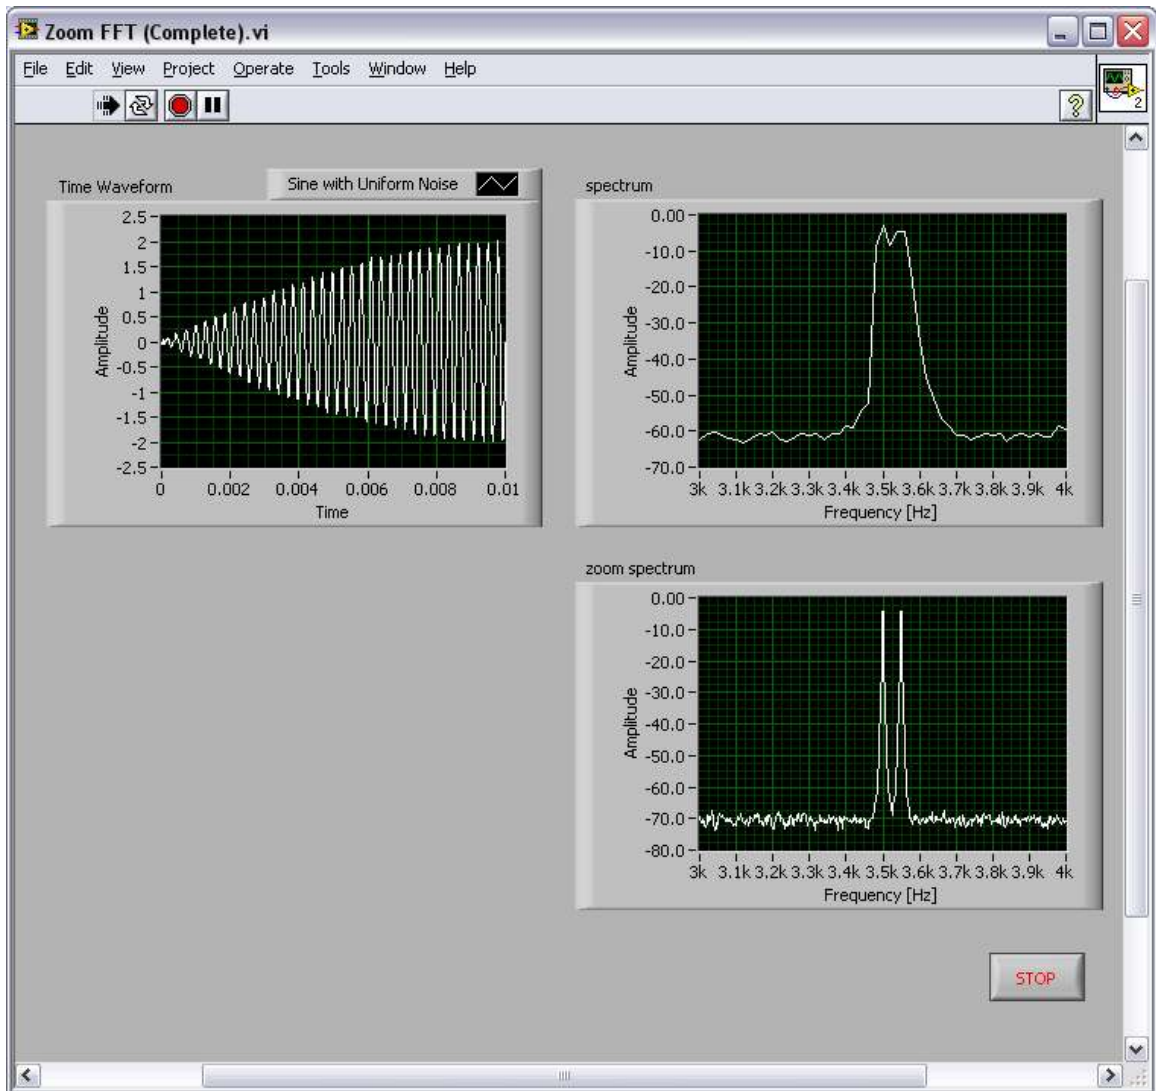 Zoom FFT (Complete).vi
File Edit View Project Operate Tools Window Help
2
Time Waveform
Sine with Uniform Noise
2.5
2
1.5
1
0.5
0
-0.5
-1
-1.5
-2
-2.5
Amplitude
0 0.002 0.004 0.006 0.008 0.01
Time
spectrum
0.00
-10.0
-20.0
-30.0
-40.0
-50.0
-60.0
-70.0
Amplitude
3k 3.1k 3.2k 3.3k 3.4k 3.5k 3.6k 3.7k 3.8k 3.9k 4k
Frequency [Hz]
zoom spectrum
0.00
-10.0
-20.0
-30.0
-40.0
-50.0
-60.0
-70.0
-80.0
Amplitude
3k 3.1k 3.2k 3.3k 3.4k 3.5k 3.6k 3.7k 3.8k 3.9k 4k
Frequency [Hz]
STOP